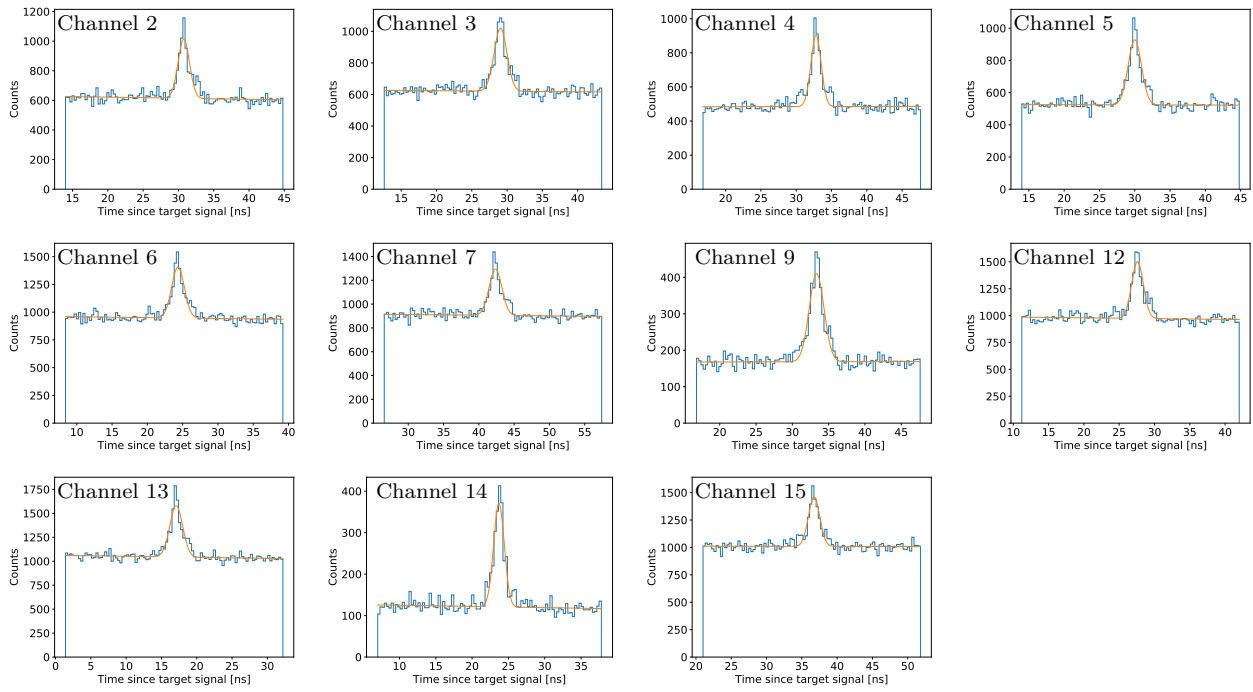 Channel 2
Counts
0
200
400
600
800
1000
1200
15 20 25 30 35 40 45
Time since target signal [ns]
Channel 3
Counts
0
200
400
600
800
1000
15 20 25 30 35 40
Time since target signal [ns]
Channel 4
Counts
0
200
400
600
800
1000
20 25 30 35 40 45
Time since target signal [ns]
Channel 5
Counts
0
200
400
600
800
1000
15 20 25 30 35 40 45
Time since target signal [ns]
Channel 6
Counts
0
250
500
750
1000
1250
1500
10 15 20 25 30 35 40
Time since target signal [ns]
Channel 7
Counts
0
200
400
600
800
1000
1200
1400
30 35 40 45 50 55
Time since target signal [ns]
Channel 9
Counts
0
100
200
300
400
20 25 30 35 40 45
Time since target signal [ns]
Channel 12
Counts
0
250
500
750
1000
1250
1500
10 15 20 25 30 35 40
Time since target signal [ns]
Channel 13
Counts
0
250
500
750
1000
1250
1500
1750
0 5 10 15 20 25 30
Time since target signal [ns]
Channel 14
Counts
0
100
200
300
400
10 15 20 25 30 35
Time since target signal [ns]
Channel 15
Counts
0
250
500
750
1000
1250
1500
20 25 30 35 40 45 50
Time since target signal [ns]